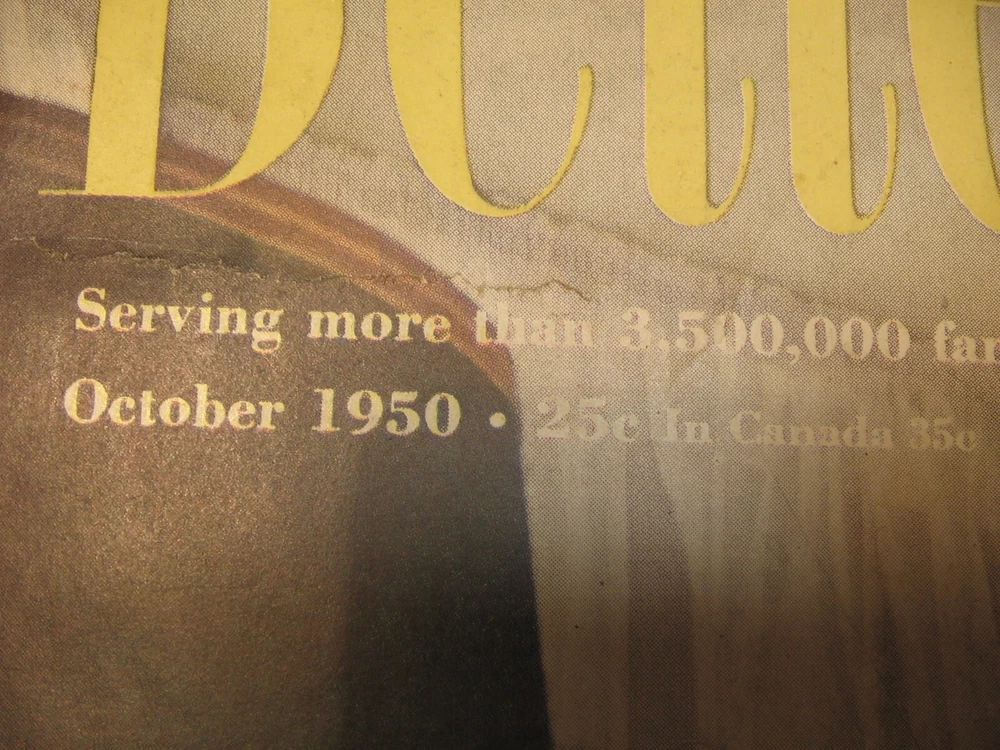 Serving more than 3,500,000
October 1950 • 25c In Canada 35c